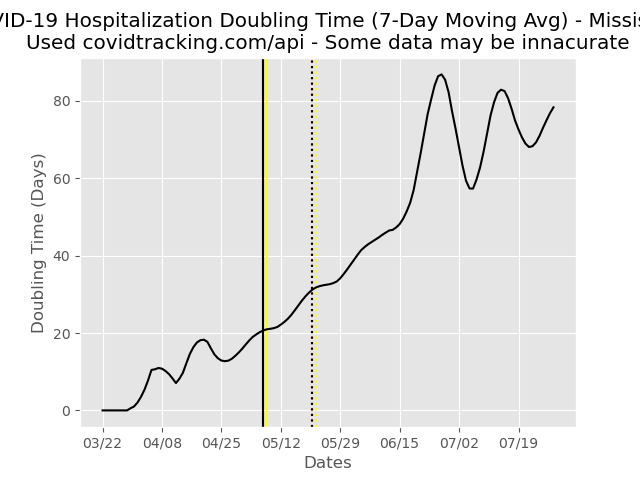 VID-19 Hospitalization Doubling Time (7-Day Moving Avg) - Missis
Used covidtracking.com/api - Some data may be innacurate
80
60
40
20
0
Doubling Time (Days)
03/22 04/08 04/25 05/12 05/29 06/15 07/02 07/19
Dates